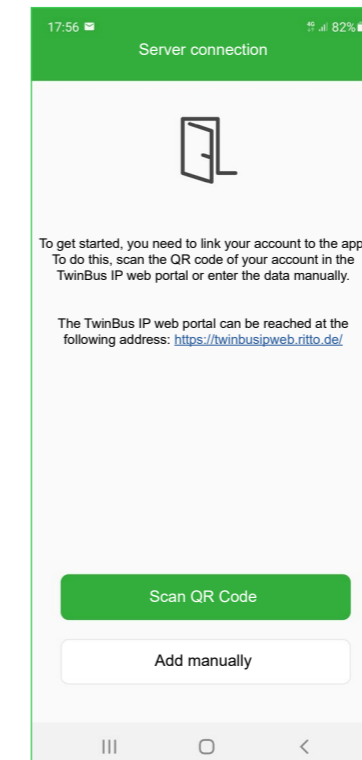 17:56 82%
Server connection
To get started, you need to link your account to the app
To do this, scan the QR code of your account in the
TwinBus IP web portal or enter the data manually.
The TwinBus IP web portal can be reached at the
following address: https://twinbusipweb.ritto.de/
Scan QR Code
Add manually